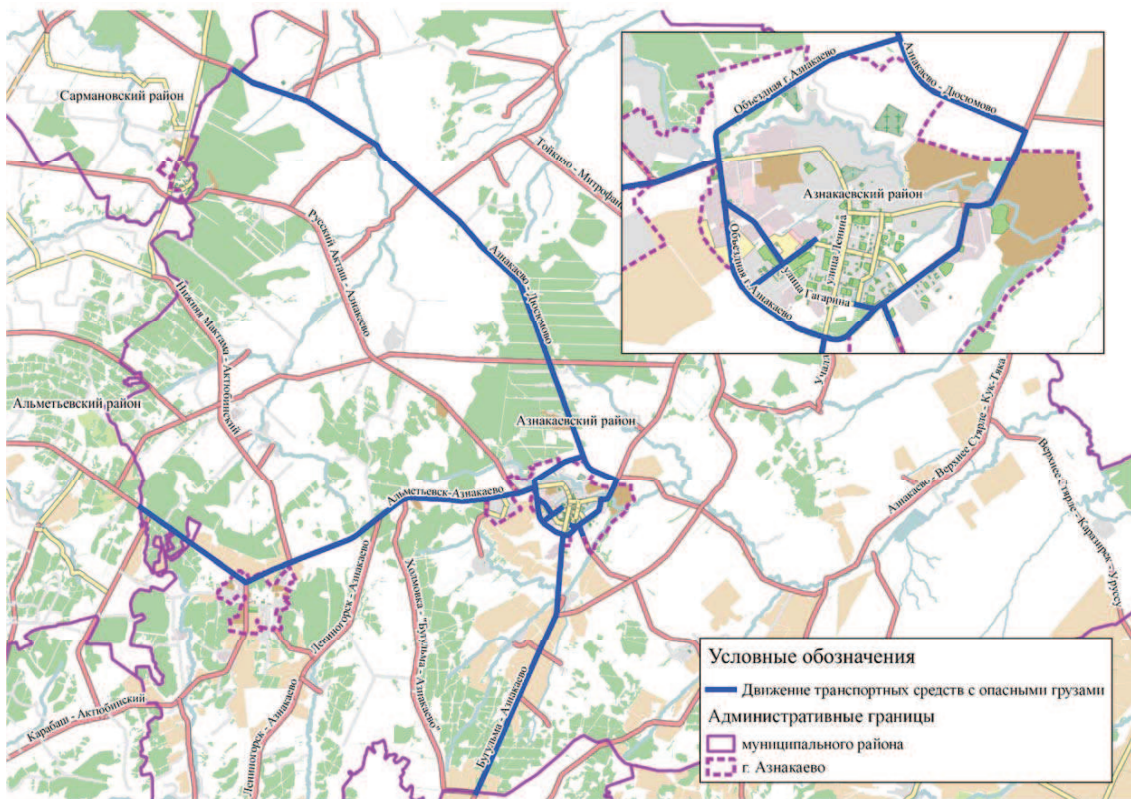 Сармановский район
Тойкино - Митрофан
Русский Акташ - Азнакаево
Азнакаево - Дюсюмово
Нижняя Мактама - Актюбинский
Альметьевский район
Азнакаевский район
Альметьевск-Азнакаево
Учалл
Азнакаево - Верхнее Стярле - Кук-Тяка
Верхнее Стярле - Каразирек - Уруссу
Холмовка - "Бугульма - Азнакаево"
Лениногорск - Азнакаево
Лениногорск - Азнакаево
Карабаш - Актюбинский
Бугульма - Азнакаево
Объездная г. Азнакаево
Азнакаево - Дюсюмово
Азнакаевский район
улица Ленина
улица Гагарина
Объездная г. Азнакаево
Условные обозначения
Движение транспортных средств с опасными грузами
Административные границы
муниципального района
г. Азнакаево